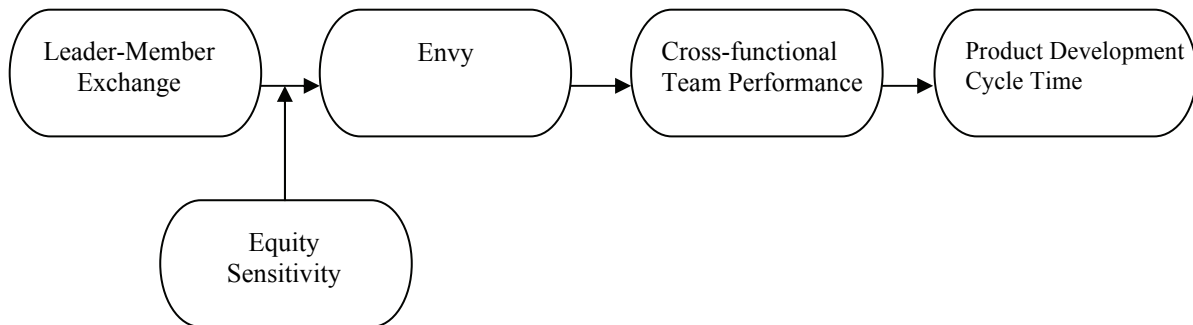 Leader-Member
Exchange
Envy
Cross-functional
Team Performance
Product Development
Cycle Time
Equity
Sensitivity